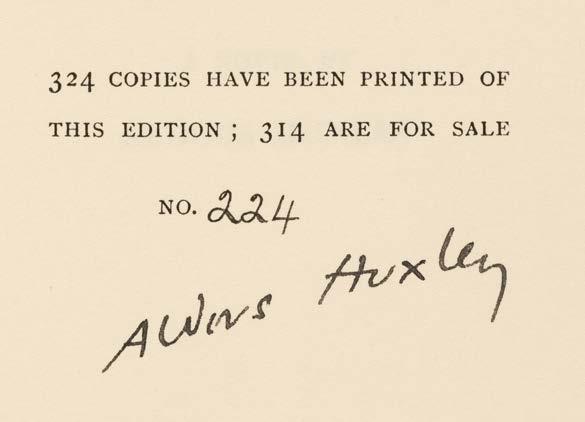 324 COPIES HAVE BEEN PRINTED OF
THIS EDITION ; 314 ARE FOR SALE
NO. 224
Aldous Huxley